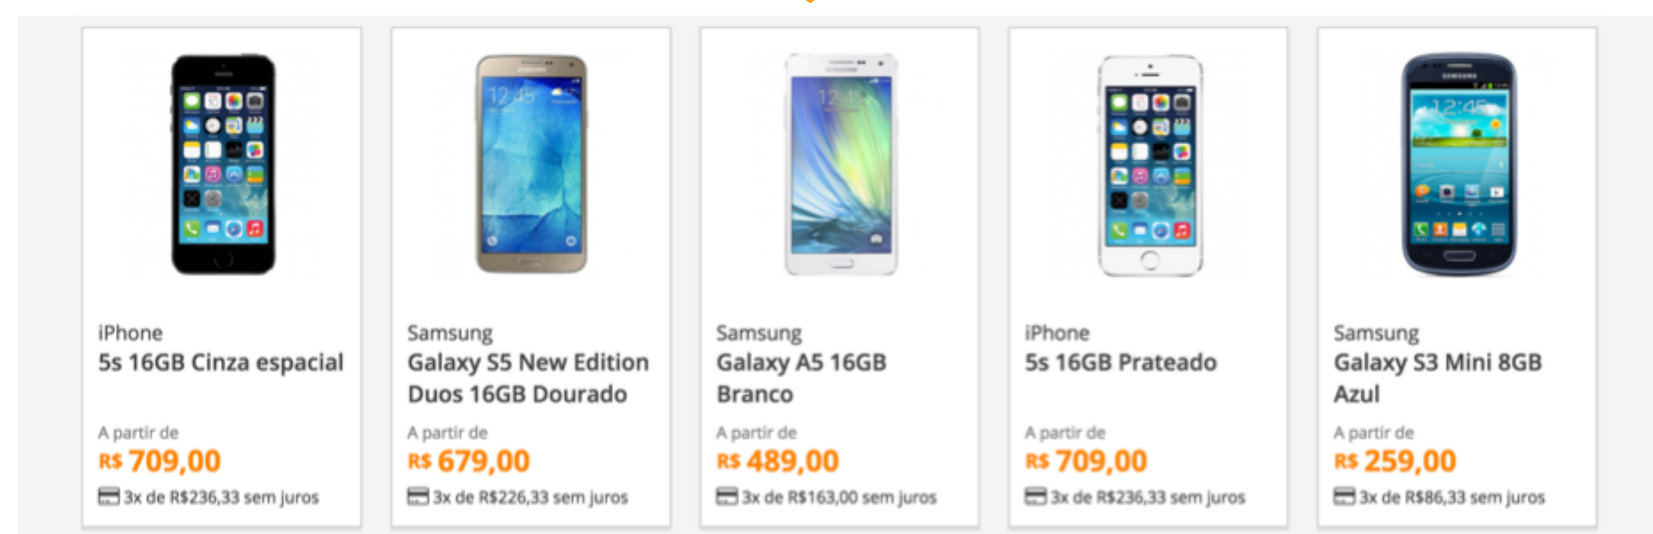 iPhone
5s 16GB Cinza espacial
A partir de
R$ 709,00
3x de R$236,33 sem juros
Samsung
Galaxy S5 New Edition
Duos 16GB Dourado
A partir de
R$ 679,00
3x de R$226,33 sem juros
Samsung
Galaxy A5 16GB
Branco
A partir de
R$ 489,00
3x de R$163,00 sem juros
iPhone
5s 16GB Prateado
A partir de
R$ 709,00
3x de R$236,33 sem juros
SAMSUNG
12:45
Samsung
Galaxy S3 Mini 8GB
Azul
A partir de
R$ 259,00
3x de R$86,33 sem juros